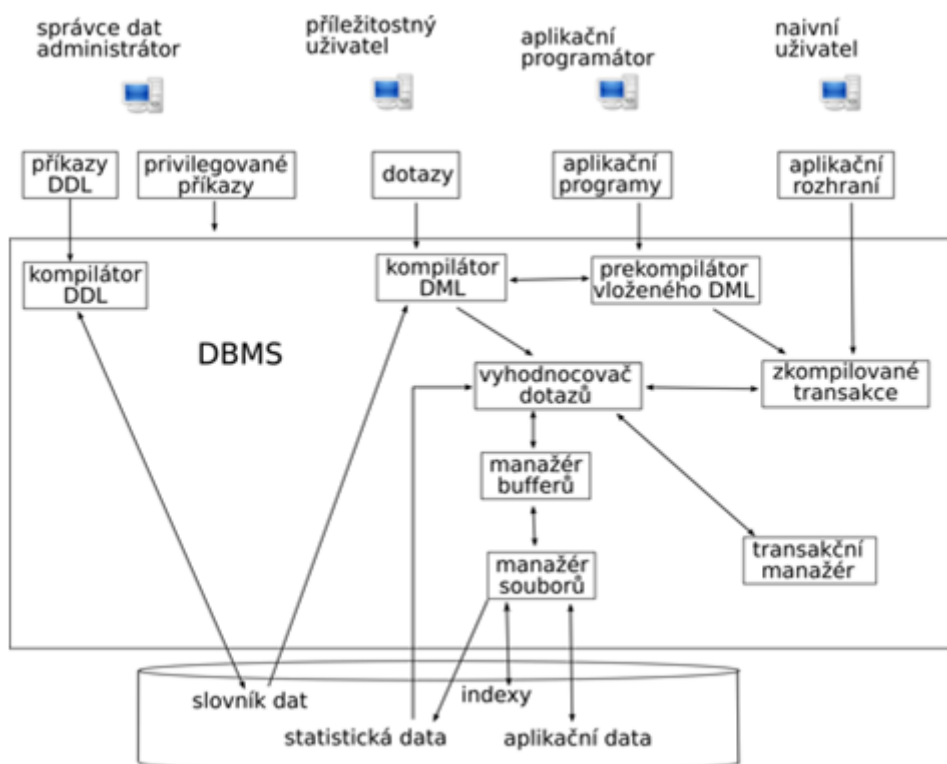 správce dat
administrátor
příležitostný
uživatel
aplikační
programátor
naivní
uživatel
příkazy
DDL
privilegované
příkazy
dotazy
aplikační
programy
aplikační
rozhraní
kompilátor
DDL
kompilátor
DML
prekompilátor
vloženého DML
DBMS
vyhodnocovač
dotazů
zkompilované
transakce
manažér
bufferů
transakční
manažér
manažér
souborů
slovník dat
indexy
statistická data
aplikační data